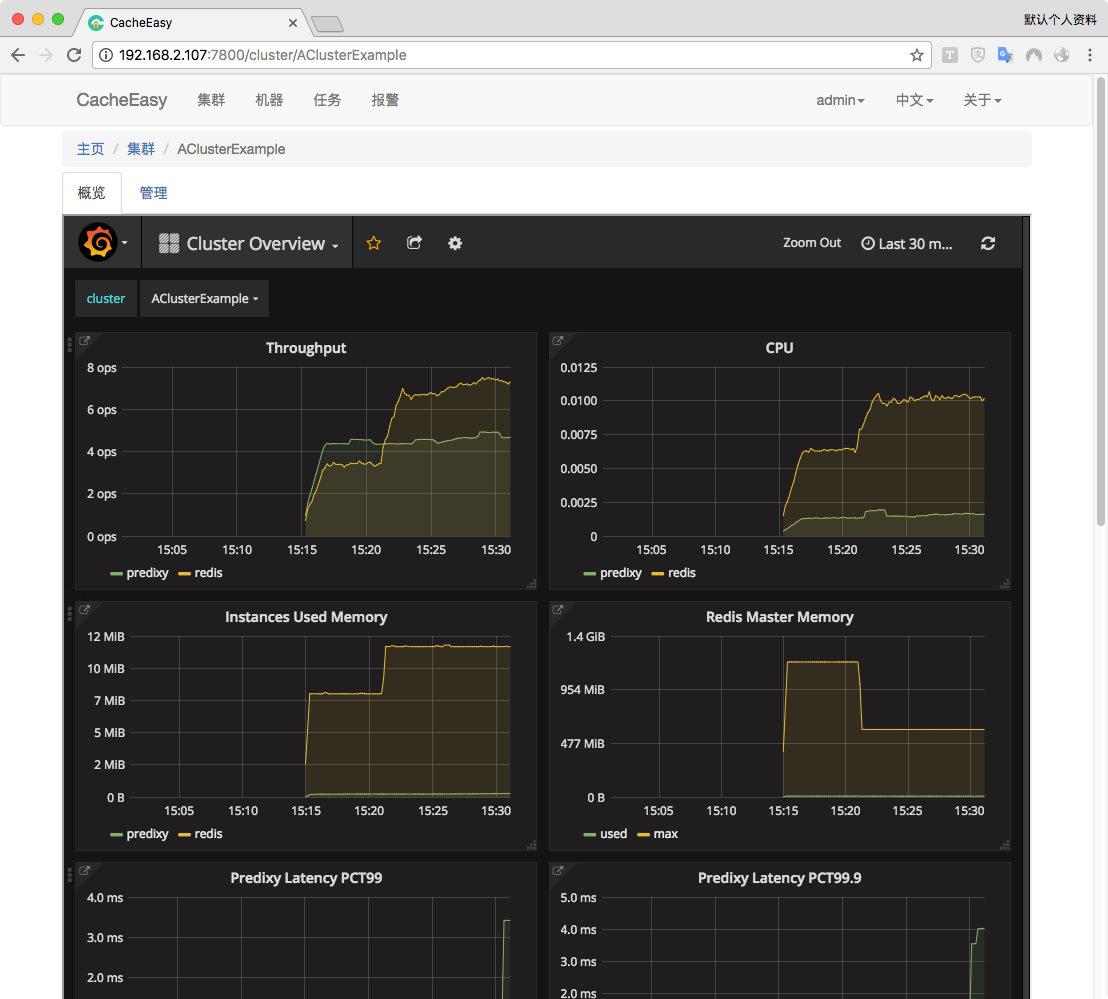 CacheEasy
默认个人资料
192.168.2.107:7800/cluster/AClusterExample
CacheEasy 集群 机器 任务 报警 admin 中文 关于
主页 / 集群 / AClusterExample
概览 管理
Cluster Overview Zoom Out Last 30 m...
cluster AClusterExample
Throughput
8 ops
6 ops
4 ops
2 ops
0 ops
15:05 15:10 15:15 15:20 15:25 15:30
predixy redis
CPU
0.0125
0.0100
0.0075
0.0050
0.0025
0
15:05 15:10 15:15 15:20 15:25 15:30
predixy redis
Instances Used Memory
12 MiB
10 MiB
7 MiB
5 MiB
2 MiB
0 B
15:05 15:10 15:15 15:20 15:25 15:30
predixy redis
Redis Master Memory
1.4 GiB
954 MiB
477 MiB
0 B
15:05 15:10 15:15 15:20 15:25 15:30
used max
Predixy Latency PCT99
4.0 ms
3.0 ms
2.0 ms
Predixy Latency PCT99.9
5.0 ms
4.0 ms
3.0 ms
2.0 ms